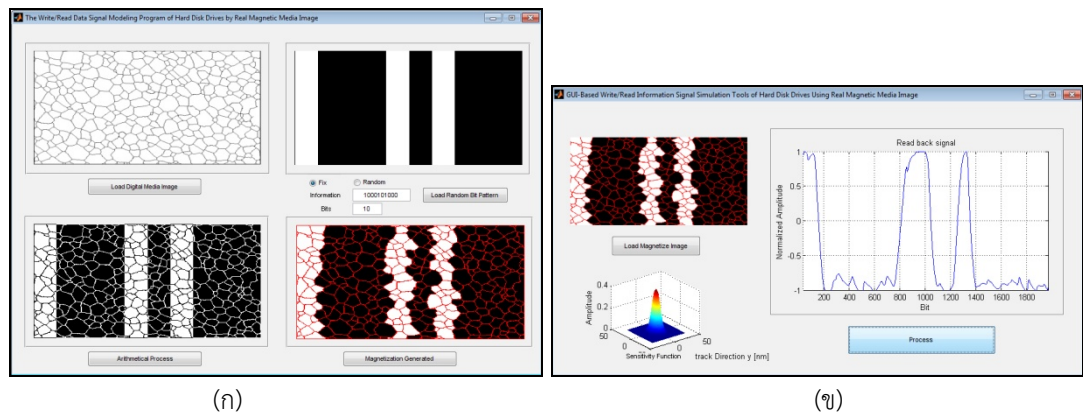 The Write/Read Data Signal Modeling Program of Hard Disk Drives by Real Magnetic Media Image
Load Digital Media Image
Fix Random
Information 1000101000 Load Random Bit Pattern
Bits 10
Arithmetical Process
Magnetization Generated
(ก)
GUI-Based Write/Read Information Signal Simulation Tools of Hard Disk Drives Using Real Magnetic Media Image
Load Magnetize Image
Amplitude
0.4
0.2
0
50
0
50
0
Sensitivity Function
track Direction y [nm]
Read back signal
Normalized Amplitude
1
0.5
0
-0.5
-1
200 400 600 800 1000 1200 1400 1600 1800
Bit
Process
(ข)